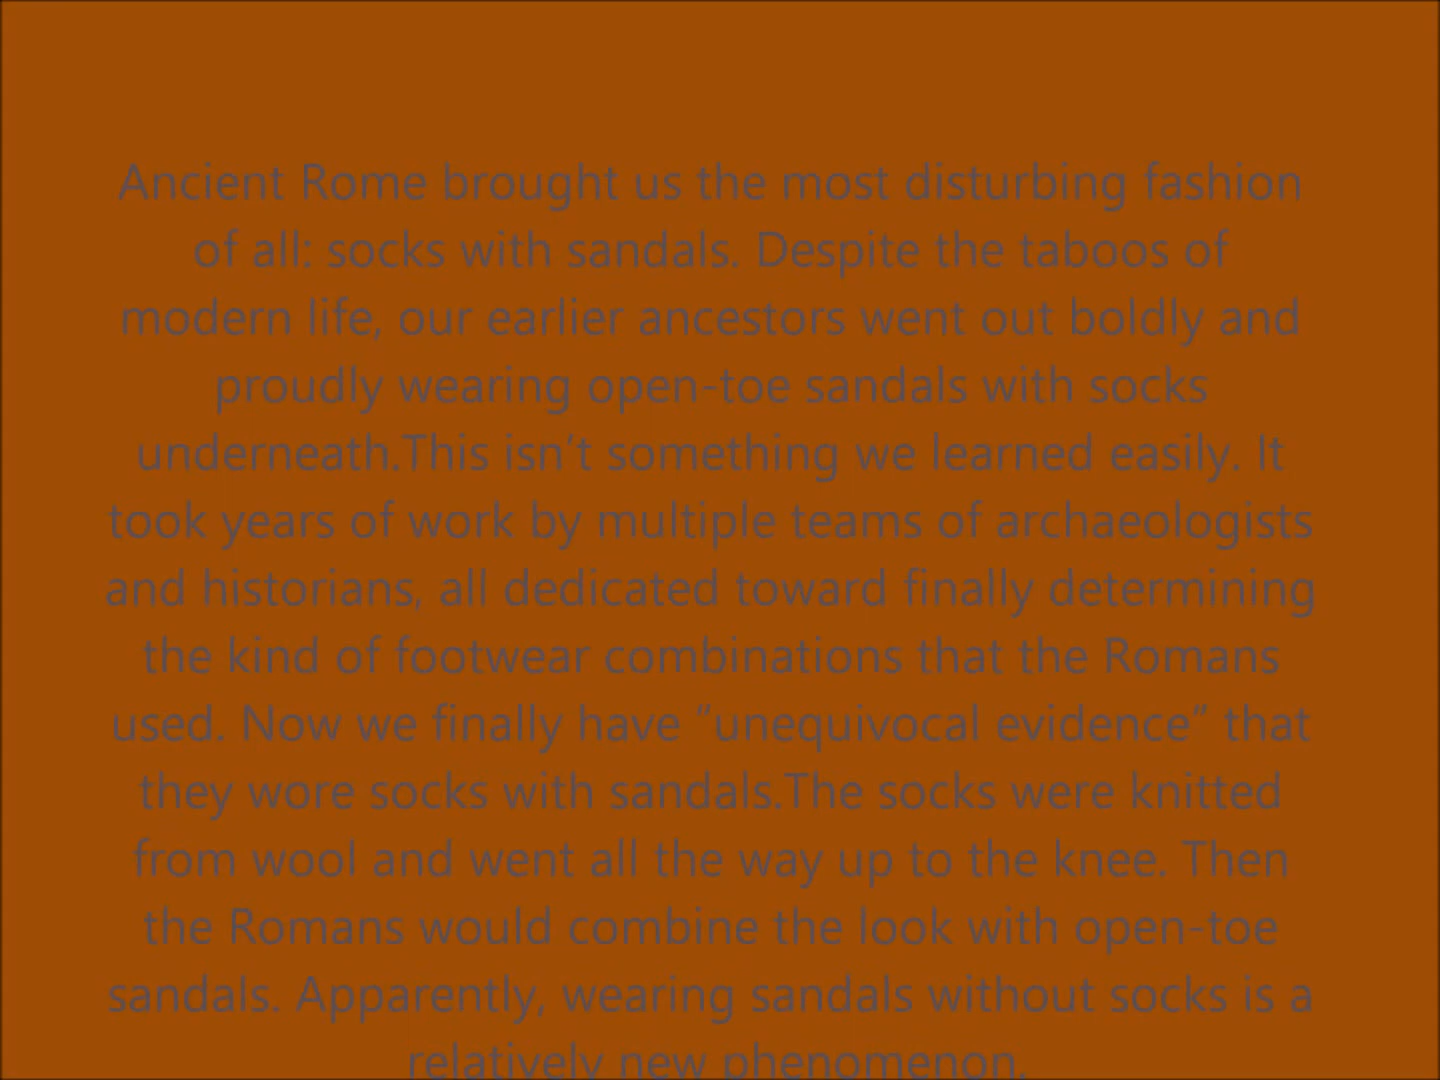 Ancient Rome brought us the most disturbing fashion
of all: socks with sandals. Despite the taboos of
modern life, our earlier ancestors went out boldly and
proudly wearing open-toe sandals with socks
underneath.This isn’t something we learned easily. It
took years of work by multiple teams of archaeologists
and historians, all dedicated toward finally determining
the kind of footwear combinations that the Romans
used. Now we finally have “unequivocal evidence” that
they wore socks with sandals.The socks were knitted
from wool and went all the way up to the knee. Then
the Romans would combine the look with open-toe
sandals. Apparently, wearing sandals without socks is a
relatively new phenomenon.